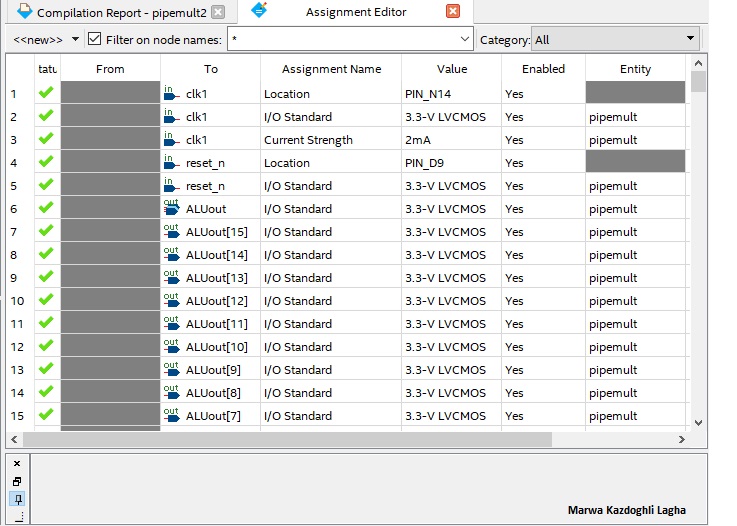 Compilation Report - pipemult2
Assignment Editor
<<new>> Filter on node names: * Category: All
tatu From To Assignment Name Value Enabled Entity
1 in clk1 Location PIN_N14 Yes
2 in clk1 I/O Standard 3.3-V LVCMOS Yes pipemult
3 in clk1 Current Strength 2mA Yes pipemult
4 in reset_n Location PIN_D9 Yes
5 in reset_n I/O Standard 3.3-V LVCMOS Yes pipemult
6 out ALUout I/O Standard 3.3-V LVCMOS Yes pipemult
7 out ALUout[15] I/O Standard 3.3-V LVCMOS Yes pipemult
8 out ALUout[14] I/O Standard 3.3-V LVCMOS Yes pipemult
9 out ALUout[13] I/O Standard 3.3-V LVCMOS Yes pipemult
10 out ALUout[12] I/O Standard 3.3-V LVCMOS Yes pipemult
11 out ALUout[11] I/O Standard 3.3-V LVCMOS Yes pipemult
12 out ALUout[10] I/O Standard 3.3-V LVCMOS Yes pipemult
13 out ALUout[9] I/O Standard 3.3-V LVCMOS Yes pipemult
14 out ALUout[8] I/O Standard 3.3-V LVCMOS Yes pipemult
15 out ALUout[7] I/O Standard 3.3-V LVCMOS Yes pipemult
Marwa Kazdoghli Lagha